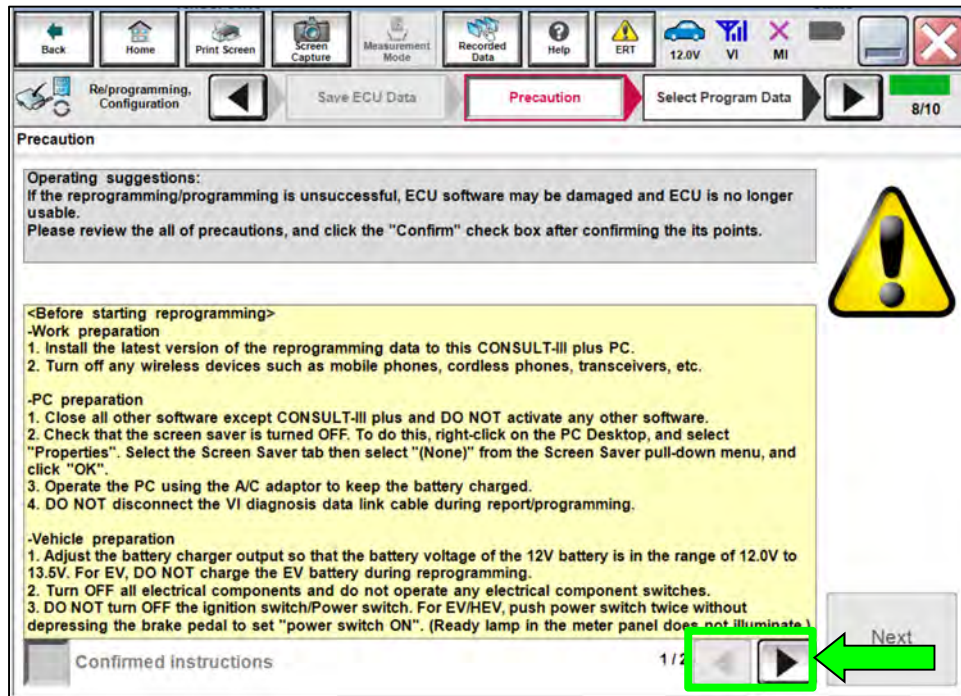 Back
Home
Print Screen
Screen Capture
Measurement Mode
Recorded Data
Help
ERT
12.0V
VI
MI
Re/programming, Configuration
Save ECU Data
Precaution
Select Program Data
8/10
Precaution
Operating suggestions:
If the reprogramming/programming is unsuccessful, ECU software may be damaged and ECU is no longer
usable.
Please review the all of precautions, and click the "Confirm" check box after confirming the its points.
<Before starting reprogramming>
-Work preparation
1. Install the latest version of the reprogramming data to this CONSULT-III plus PC.
2. Turn off any wireless devices such as mobile phones, cordless phones, transceivers, etc.
-PC preparation
1. Close all other software except CONSULT-III plus and DO NOT activate any other software.
2. Check that the screen saver is turned OFF. To do this, right-click on the PC Desktop, and select
"Properties". Select the Screen Saver tab then select "(None)" from the Screen Saver pull-down menu, and
click "OK".
3. Operate the PC using the A/C adaptor to keep the battery charged.
4. DO NOT disconnect the VI diagnosis data link cable during report/programming.
-Vehicle preparation
1. Adjust the battery charger output so that the battery voltage of the 12V battery is in the range of 12.0V to
13.5V. For EV, DO NOT charge the EV battery during reprogramming.
2. Turn OFF all electrical components and do not operate any electrical component switches.
3. DO NOT turn OFF the ignition switch/Power switch. For EV/HEV, push power switch twice without
depressing the brake pedal to set "power switch ON". (Ready lamp in the meter panel does not illuminate.)
Confirmed instructions
1/2
Next